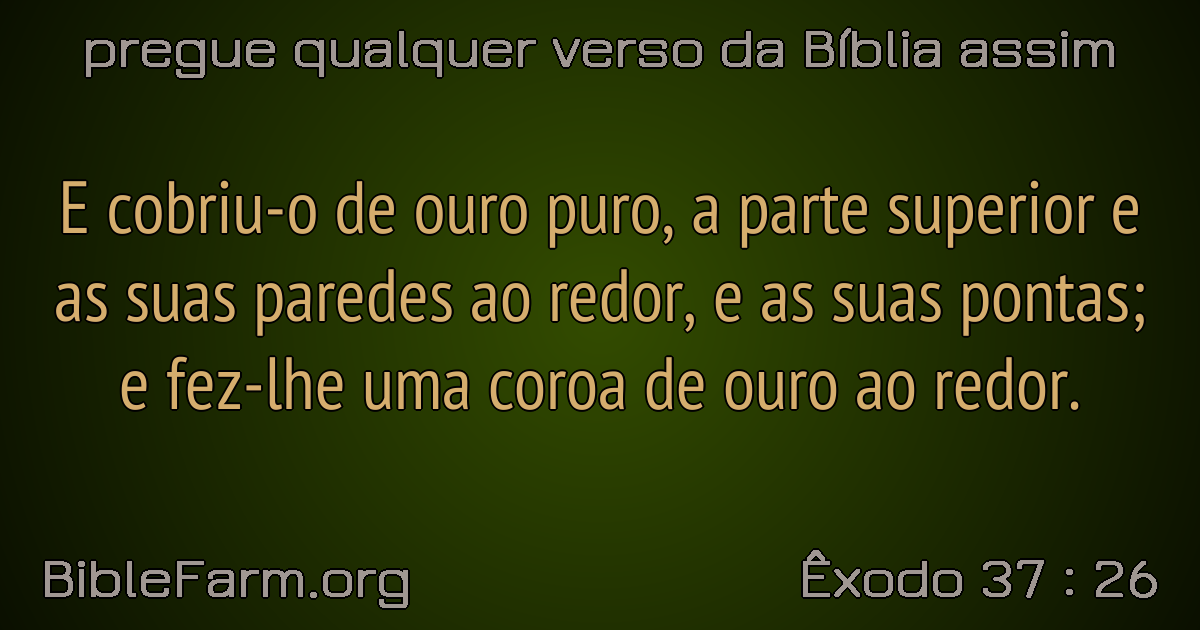 pregue qualquer verso da Bíblia assim
E cobriu-o de ouro puro, a parte superior e
as suas paredes ao redor, e as suas pontas;
e fez-lhe uma coroa de ouro ao redor.
BibleFarm.org
Êxodo 37 : 26